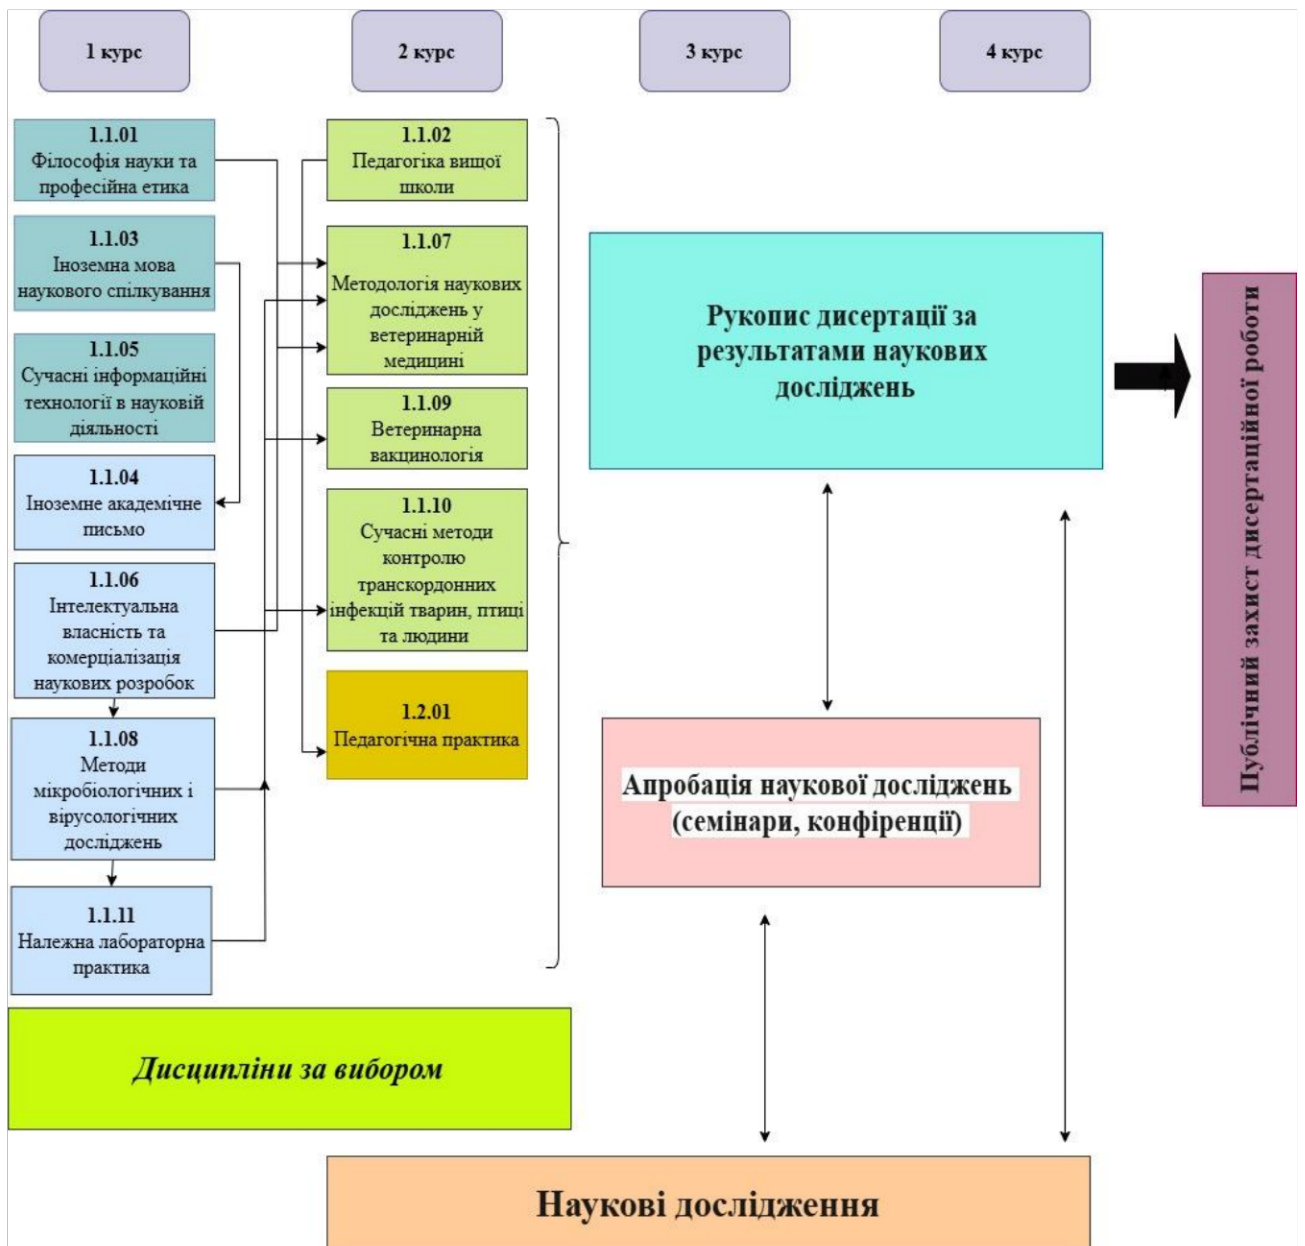 1 курс
2 курс
3 курс
4 курс
1.1.01
Філософія науки та
професійна етика
1.1.03
Іноземна мова
наукового спілкування
1.1.05
Сучасні інформаційні
технології в науковій
діяльності
1.1.04
Іноземне академічне
письмо
1.1.06
Інтелектуальна
власність та
комерціалізація
наукових розробок
1.1.08
Методи
мікробіологічних і
вірусологічних
досліджень
1.1.11
Належна лабораторна
практика
1.1.02
Педагогіка вищої
школи
1.1.07
Методологія наукових
досліджень у
ветеринарній
медицині
1.1.09
Ветеринарна
вакцинологія
1.1.10
Сучасні методи
контролю
транскордонних
інфекцій тварин, птиці
та людини
1.2.01
Педагогічна практика
Рукопис дисертації за
результатами наукових
досліджень
Апробація наукової досліджень
(семінари, конфіренції)
Публічний захист дисертаційної роботи
Дисципліни за вибором
Наукові дослідження